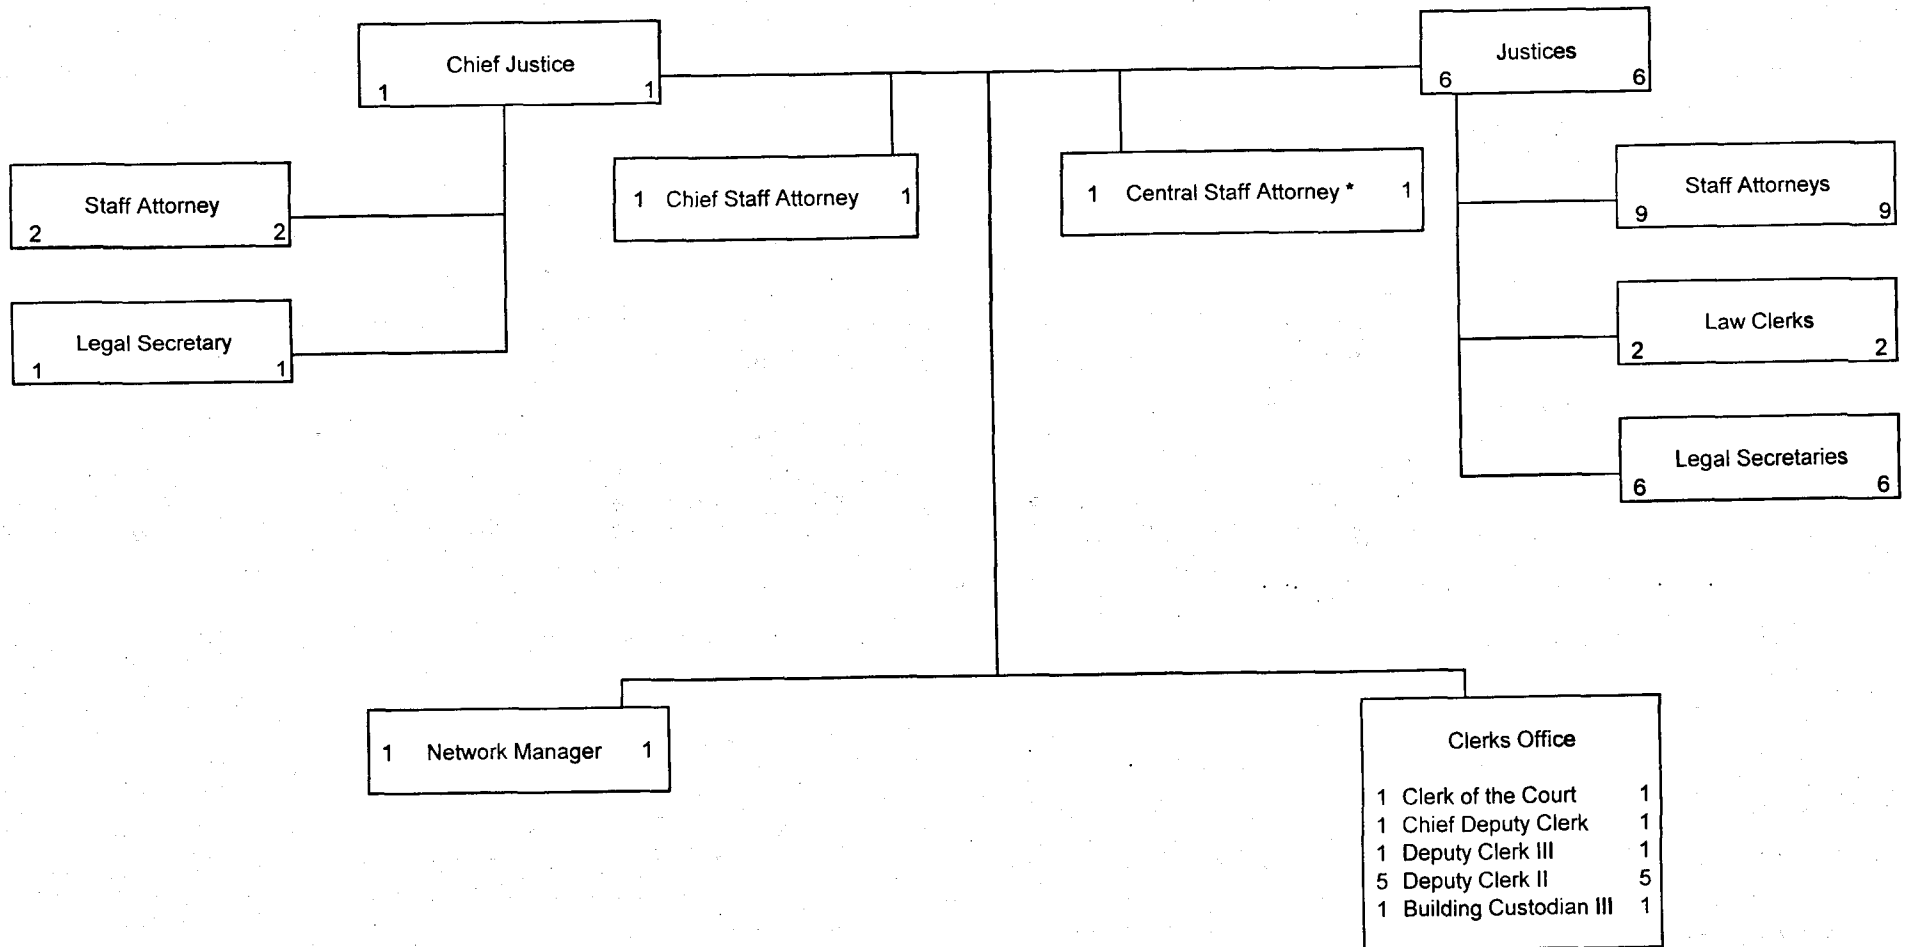 Chief Justice
1 1
Justices
6 6
Staff Attorney
2 2
1 Chief Staff Attorney 1
1 Central Staff Attorney * 1
Staff Attorneys
9 9
Legal Secretary
1 1
Law Clerks
2 2
Legal Secretaries
6 6
1 Network Manager 1
Clerks Office
1 Clerk of the Court 1
1 Chief Deputy Clerk 1
1 Deputy Clerk III 1
5 Deputy Clerk II 5
1 Building Custodian III 1